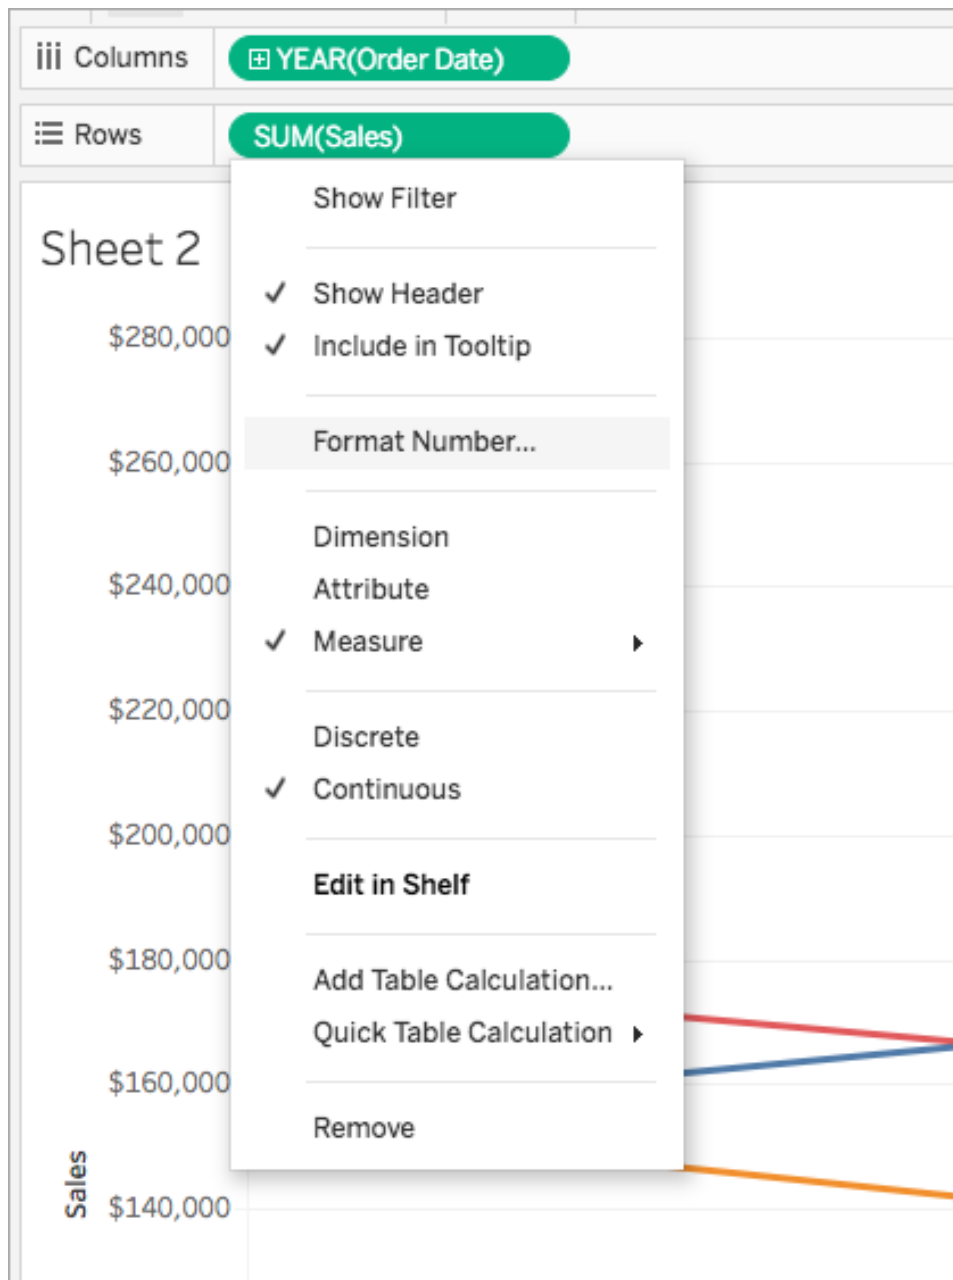 Columns
YEAR(Order Date)
Rows
SUM(Sales)
Sheet 2
Show Filter
Show Header
Include in Tooltip
Format Number...
Dimension
Attribute
Measure
Discrete
Continuous
Edit in Shelf
Add Table Calculation...
Quick Table Calculation
Remove
$280,000
$260,000
$240,000
$220,000
$200,000
$180,000
$160,000
$140,000
Sales